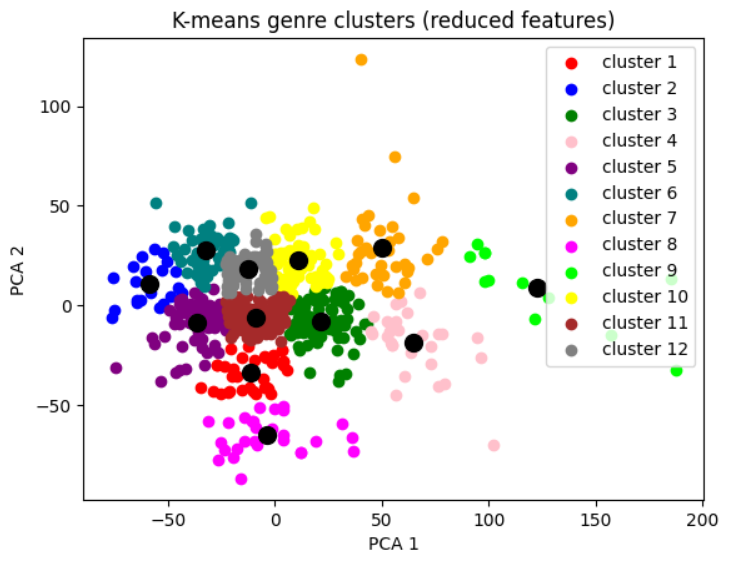 K-means genre clusters (reduced features)
cluster 1
cluster 2
cluster 3
cluster 4
cluster 5
cluster 6
cluster 7
cluster 8
cluster 9
cluster 10
cluster 11
cluster 12
100
50
0
−50
PCA 2
−50 0 50 100 150 200
PCA 1